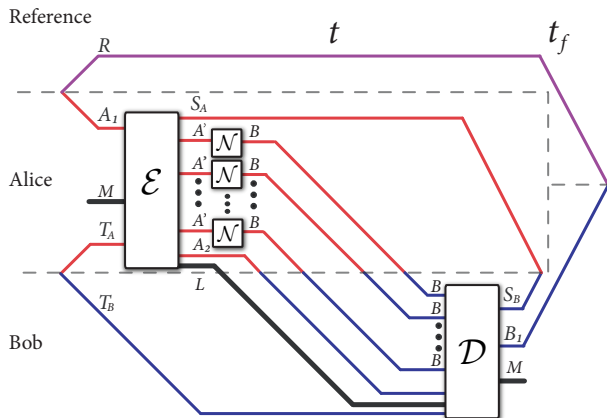 Reference
R t t_f
A_1 S_A
A' N B
A' N B
Alice
M E
A' N B
T_A A_2
L
T_B
B S_B
B
Bob
B D B_1
M